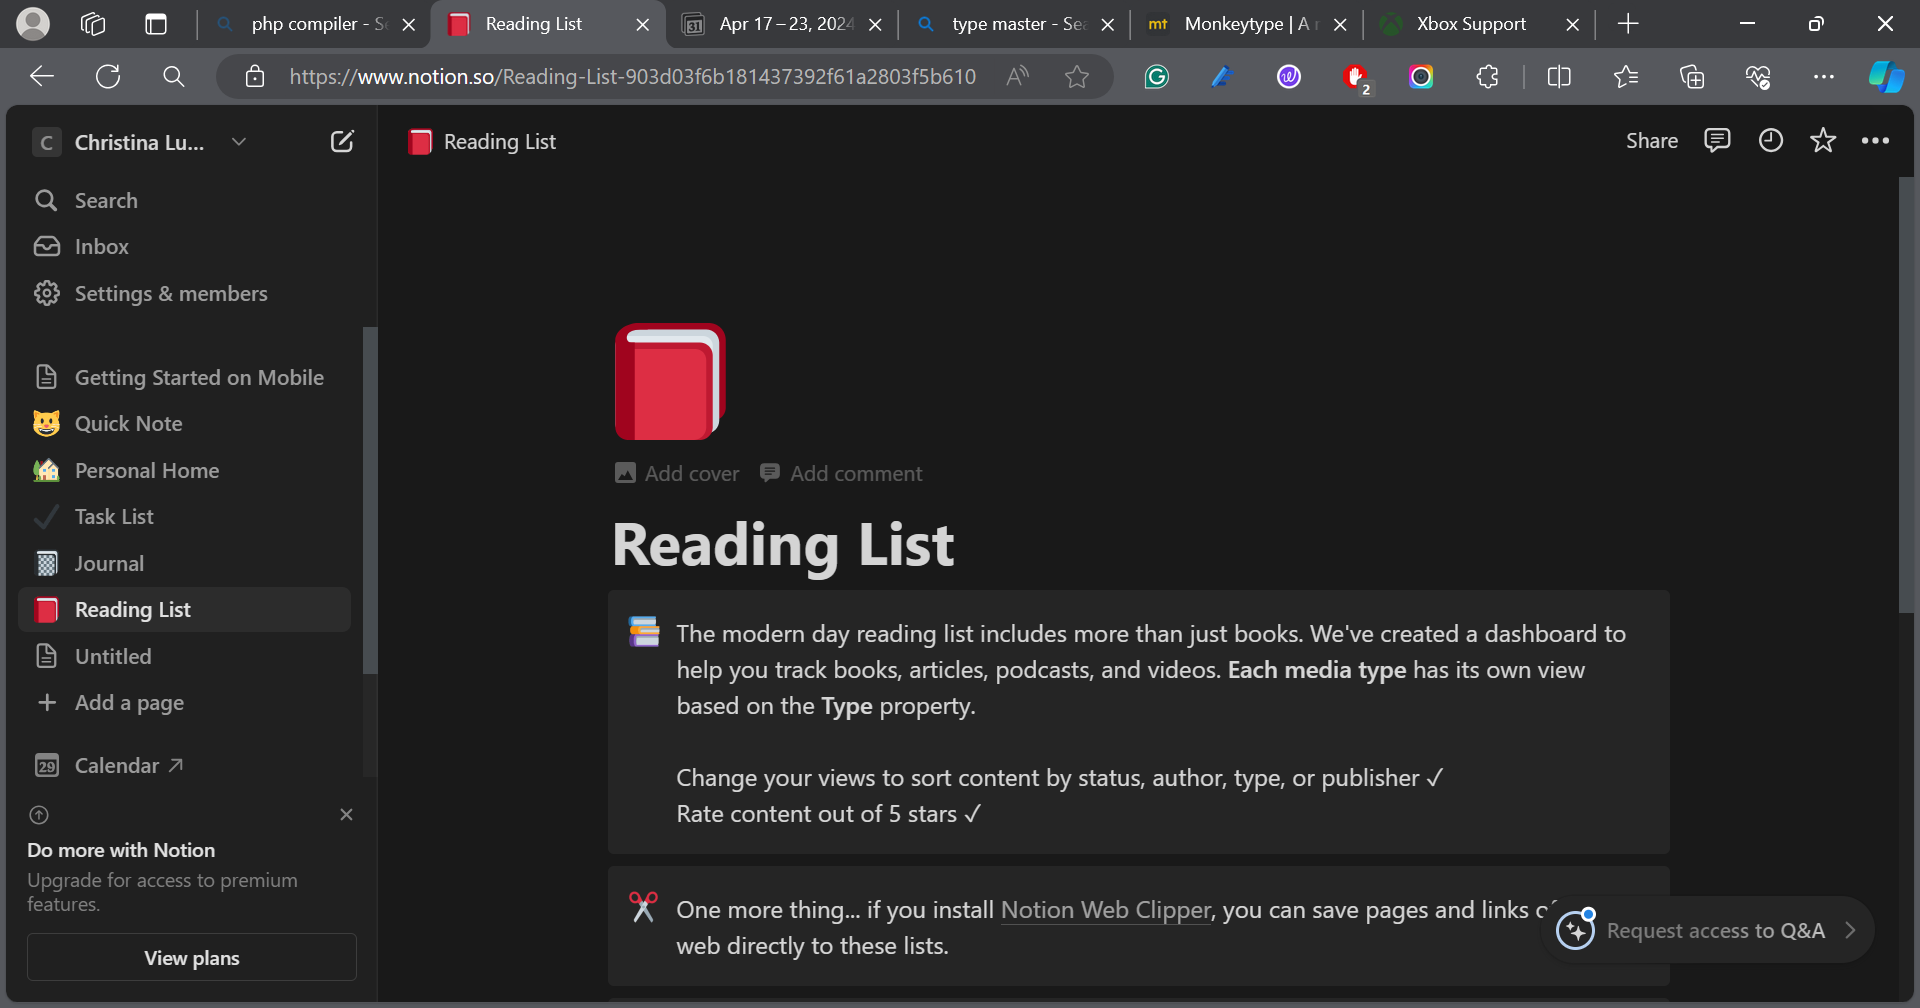 php compiler - Se
Reading List
31
Apr 17 – 23, 2024
type master - Sea
mt
Monkeytype | A
Xbox Support
https://www.notion.so/Reading-List-903d03f6b181437392f61a2803f5b610
2
C
Christina Lu...
Reading List
Share
Search
Inbox
Settings & members
Getting Started on Mobile
Quick Note
Personal Home
Task List
Journal
Reading List
Untitled
Add a page
29
Calendar
Do more with Notion
Upgrade for access to premium
features.
View plans
Add cover
Add comment
Reading List
The modern day reading list includes more than just books. We've created a dashboard to
help you track books, articles, podcasts, and videos. Each media type has its own view
based on the Type property.
Change your views to sort content by status, author, type, or publisher ✓
Rate content out of 5 stars ✓
One more thing... if you install Notion Web Clipper, you can save pages and links
web directly to these lists.
Request access to Q&A